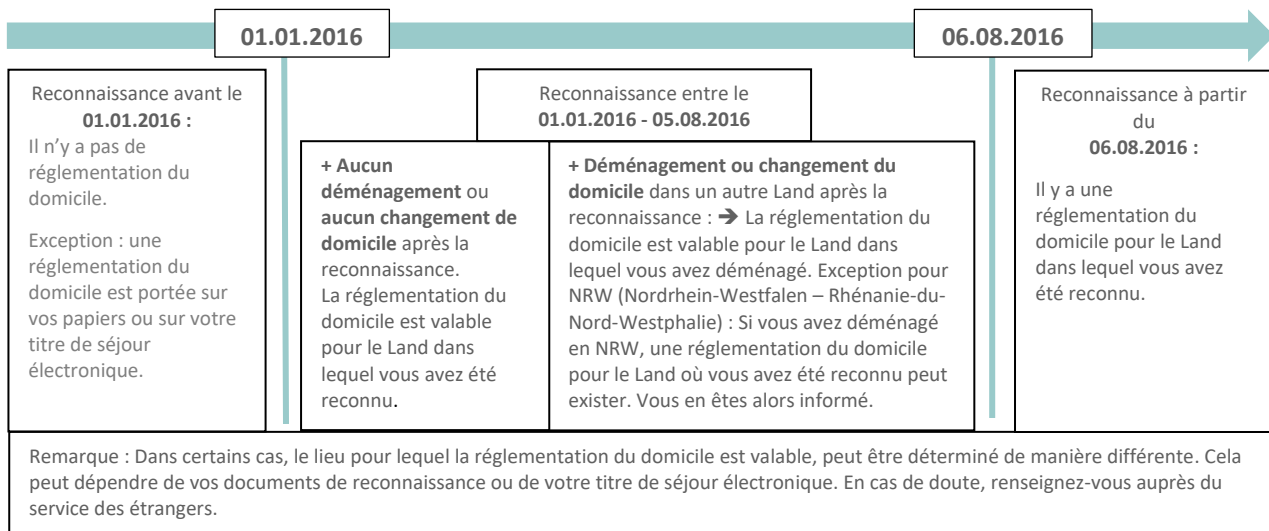 01.01.2016
06.08.2016
Reconnaissance avant le
01.01.2016 :
Il n’y a pas de
réglementation du
domicile.
Exception : une
réglementation du
domicile est portée sur
vos papiers ou sur votre
titre de séjour
électronique.
Reconnaissance entre le
01.01.2016 - 05.08.2016
+ Aucun
déménagement ou
aucun changement de
domicile après la
reconnaissance.
La réglementation du
domicile est valable
pour le Land dans
lequel vous avez été
reconnu.
+ Déménagement ou changement du
domicile dans un autre Land après la
reconnaissance : ➔ La réglementation du
domicile est valable pour le Land dans
lequel vous avez déménagé. Exception pour
NRW (Nordrhein-Westfalen – Rhénanie-du-
Nord-Westphalie) : Si vous avez déménagé
en NRW, une réglementation du domicile
pour le Land où vous avez été reconnu peut
exister. Vous en êtes alors informé.
Reconnaissance à partir
du
06.08.2016 :
Il y a une
réglementation du
domicile pour le Land
dans lequel vous avez
été reconnu.
Remarque : Dans certains cas, le lieu pour lequel la réglementation du domicile est valable, peut être déterminé de manière différente. Cela
peut dépendre de vos documents de reconnaissance ou de votre titre de séjour électronique. En cas de doute, renseignez-vous auprès du
service des étrangers.